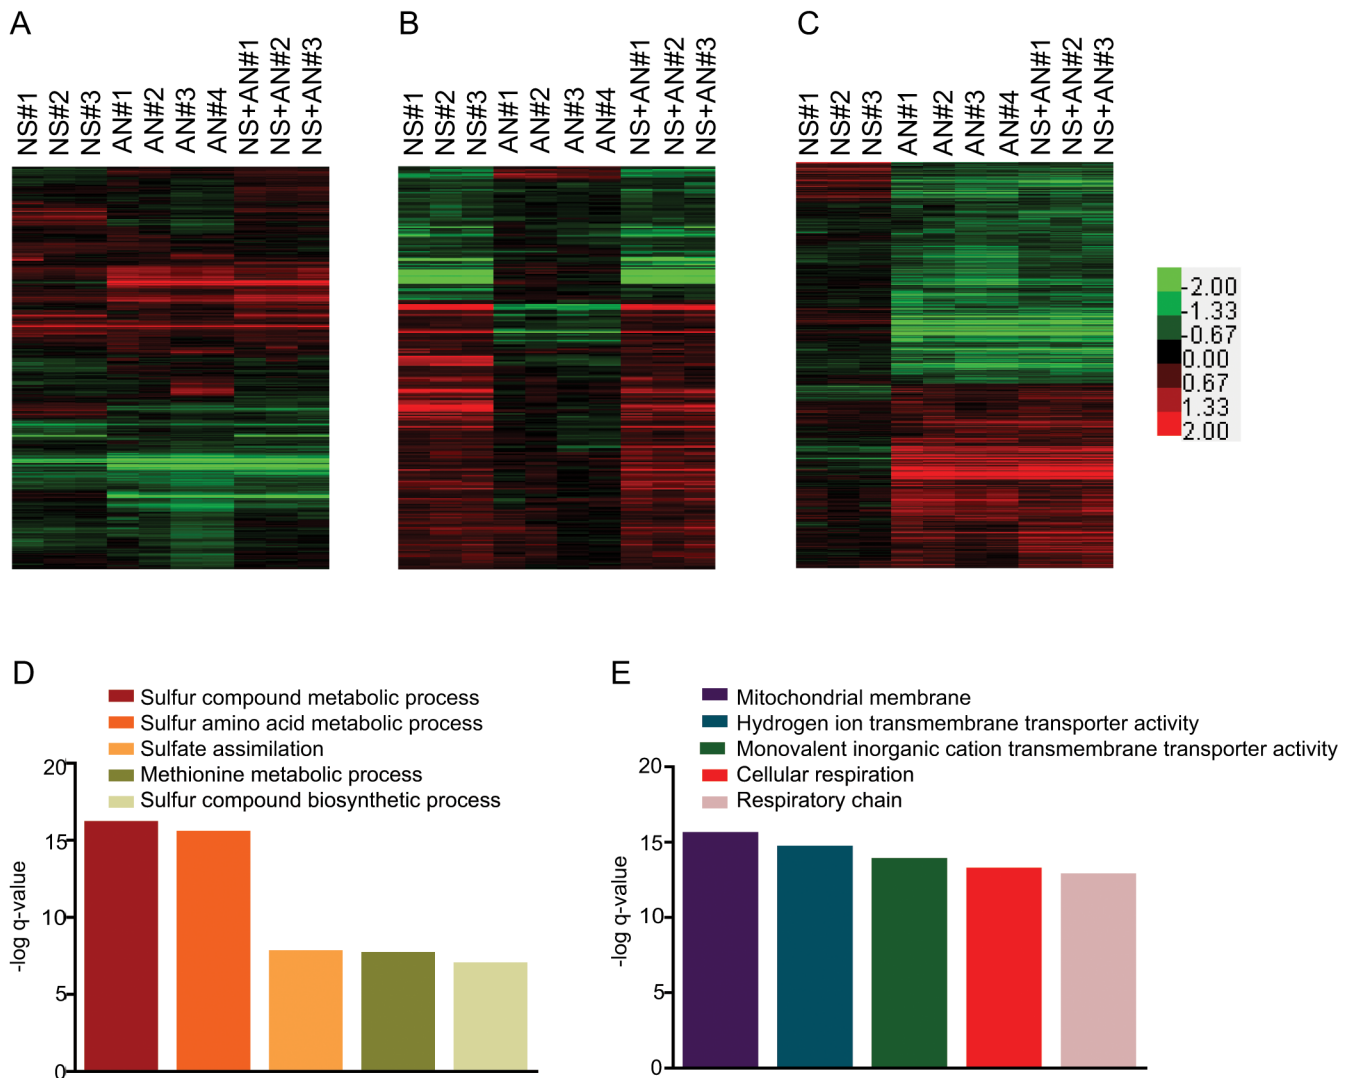 A
B
C
NS#1
NS#2
NS#3
AN#1
AN#2
AN#3
AN#4
NS+AN#1
NS+AN#2
NS+AN#3
NS#1
NS#2
NS#3
AN#1
AN#2
AN#3
AN#4
NS+AN#1
NS+AN#2
NS+AN#3
NS#1
NS#2
NS#3
AN#1
AN#2
AN#3
AN#4
NS+AN#1
NS+AN#2
NS+AN#3
-2.00
-1.33
-0.67
0.00
0.67
1.33
2.00
D
Sulfur compound metabolic process
Sulfur amino acid metabolic process
Sulfate assimilation
Methionine metabolic process
Sulfur compound biosynthetic process
20
15
10
5
0
-log q-value
E
Mitochondrial membrane
Hydrogen ion transmembrane transporter activity
Monovalent inorganic cation transmembrane transporter activity
Cellular respiration
Respiratory chain
20
15
10
5
0
-log q-value